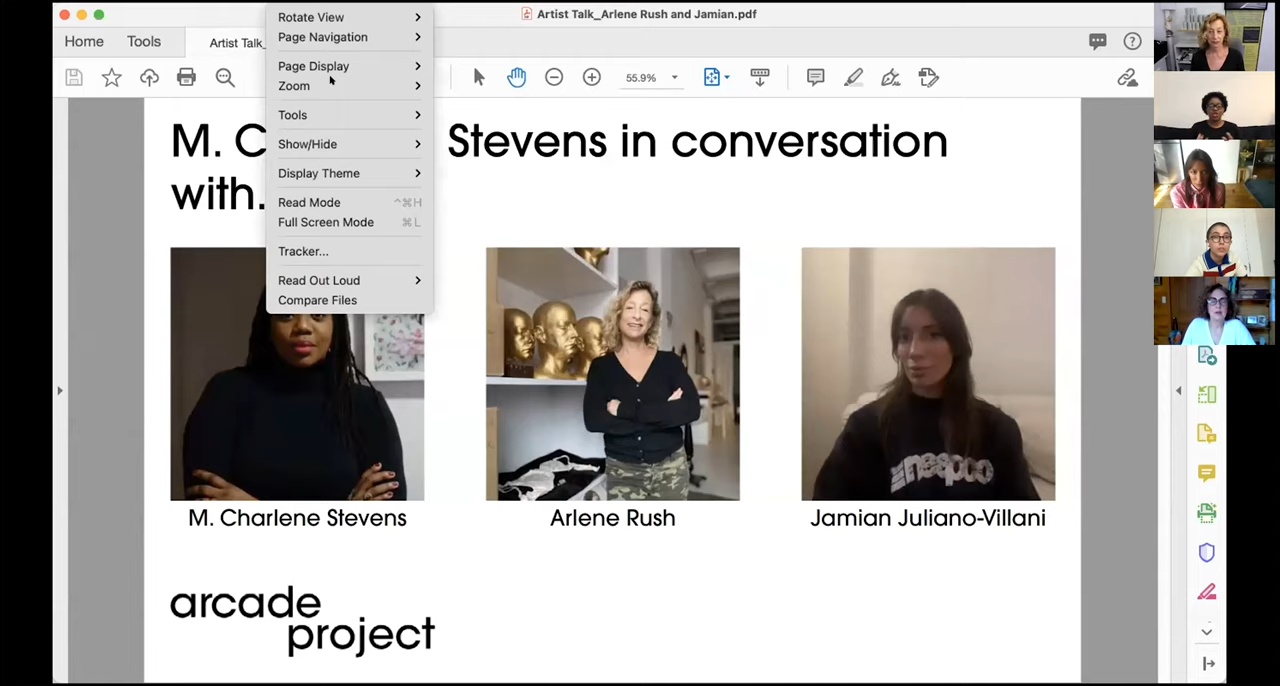 Artist Talk_Arlene Rush and Jamian.pdf
Home
Tools
Artist Talk_
Rotate View
Page Navigation
Page Display
Zoom
Tools
Show/Hide
Display Theme
Read Mode ^⌘H
Full Screen Mode ⌘L
Tracker...
Read Out Loud
Compare Files
55.9%
M. C Stevens in conversation
with.
M. Charlene Stevens
Arlene Rush
Jamian Juliano-Villani
arcade
project